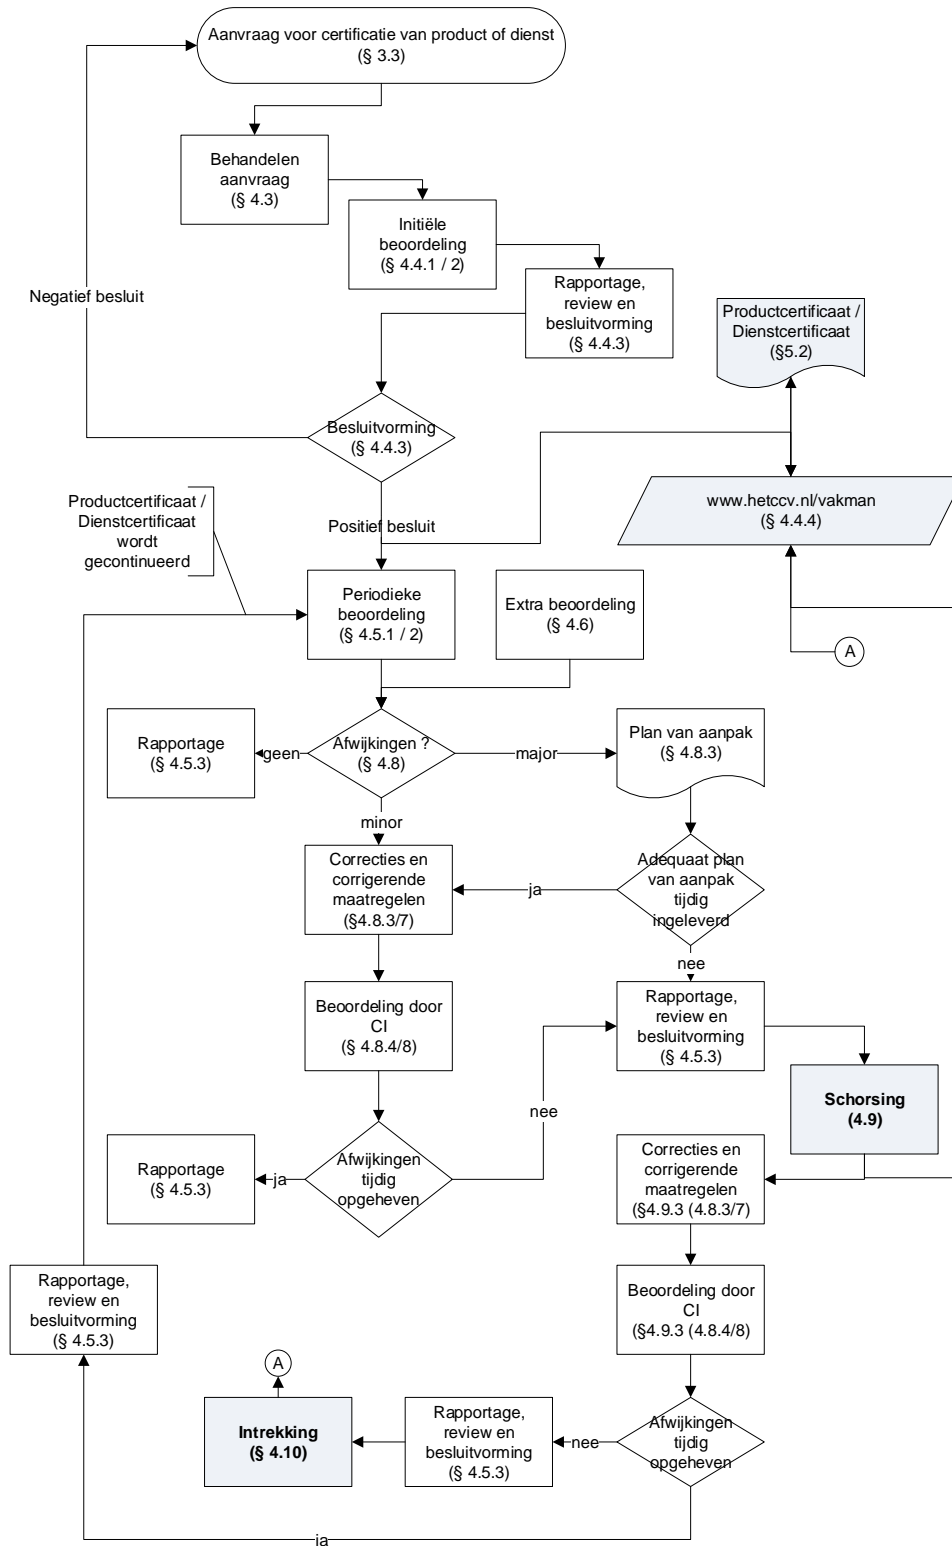 Aanvraag voor certificatie van product of dienst
(§ 3.3)
Behandelen
aanvraag
(§ 4.3)
Initiële
beoordeling
(§ 4.4.1 / 2)
Negatief besluit
Rapportage,
review en
besluitvorming
(§ 4.4.3)
Productcertificaat /
Dienstcertificaat
(§5.2)
Besluitvorming
(§ 4.4.3)
www.hetccv.nl/vakman
(§ 4.4.4)
Productcertificaat /
Dienstcertificaat
wordt
gecontinueerd
Positief besluit
Periodieke
beoordeling
(§ 4.5.1 / 2)
Extra beoordeling
(§ 4.6)
A
Rapportage
(§ 4.5.3)
geen
Afwijkingen ?
(§ 4.8)
major
Plan van aanpak
(§ 4.8.3)
minor
Correcties en
corrigerende
maatregelen
(§4.8.3/7)
ja
Adequaat plan
van aanpak
tijdig
ingeleverd
nee
Beoordeling door
CI
(§ 4.8.4/8)
Rapportage,
review en
besluitvorming
(§ 4.5.3)
nee
Schorsing
(4.9)
Rapportage
(§ 4.5.3)
ja
Afwijkingen
tijdig
opgeheven
Correcties en
corrigerende
maatregelen
(§4.9.3 (4.8.3/7)
Rapportage,
review en
besluitvorming
(§ 4.5.3)
Beoordeling door
CI
(§4.9.3 (4.8.4/8)
A
Intrekking
(§ 4.10)
Rapportage,
review en
besluitvorming
(§ 4.5.3)
nee
Afwijkingen
tijdig
opgeheven
ja